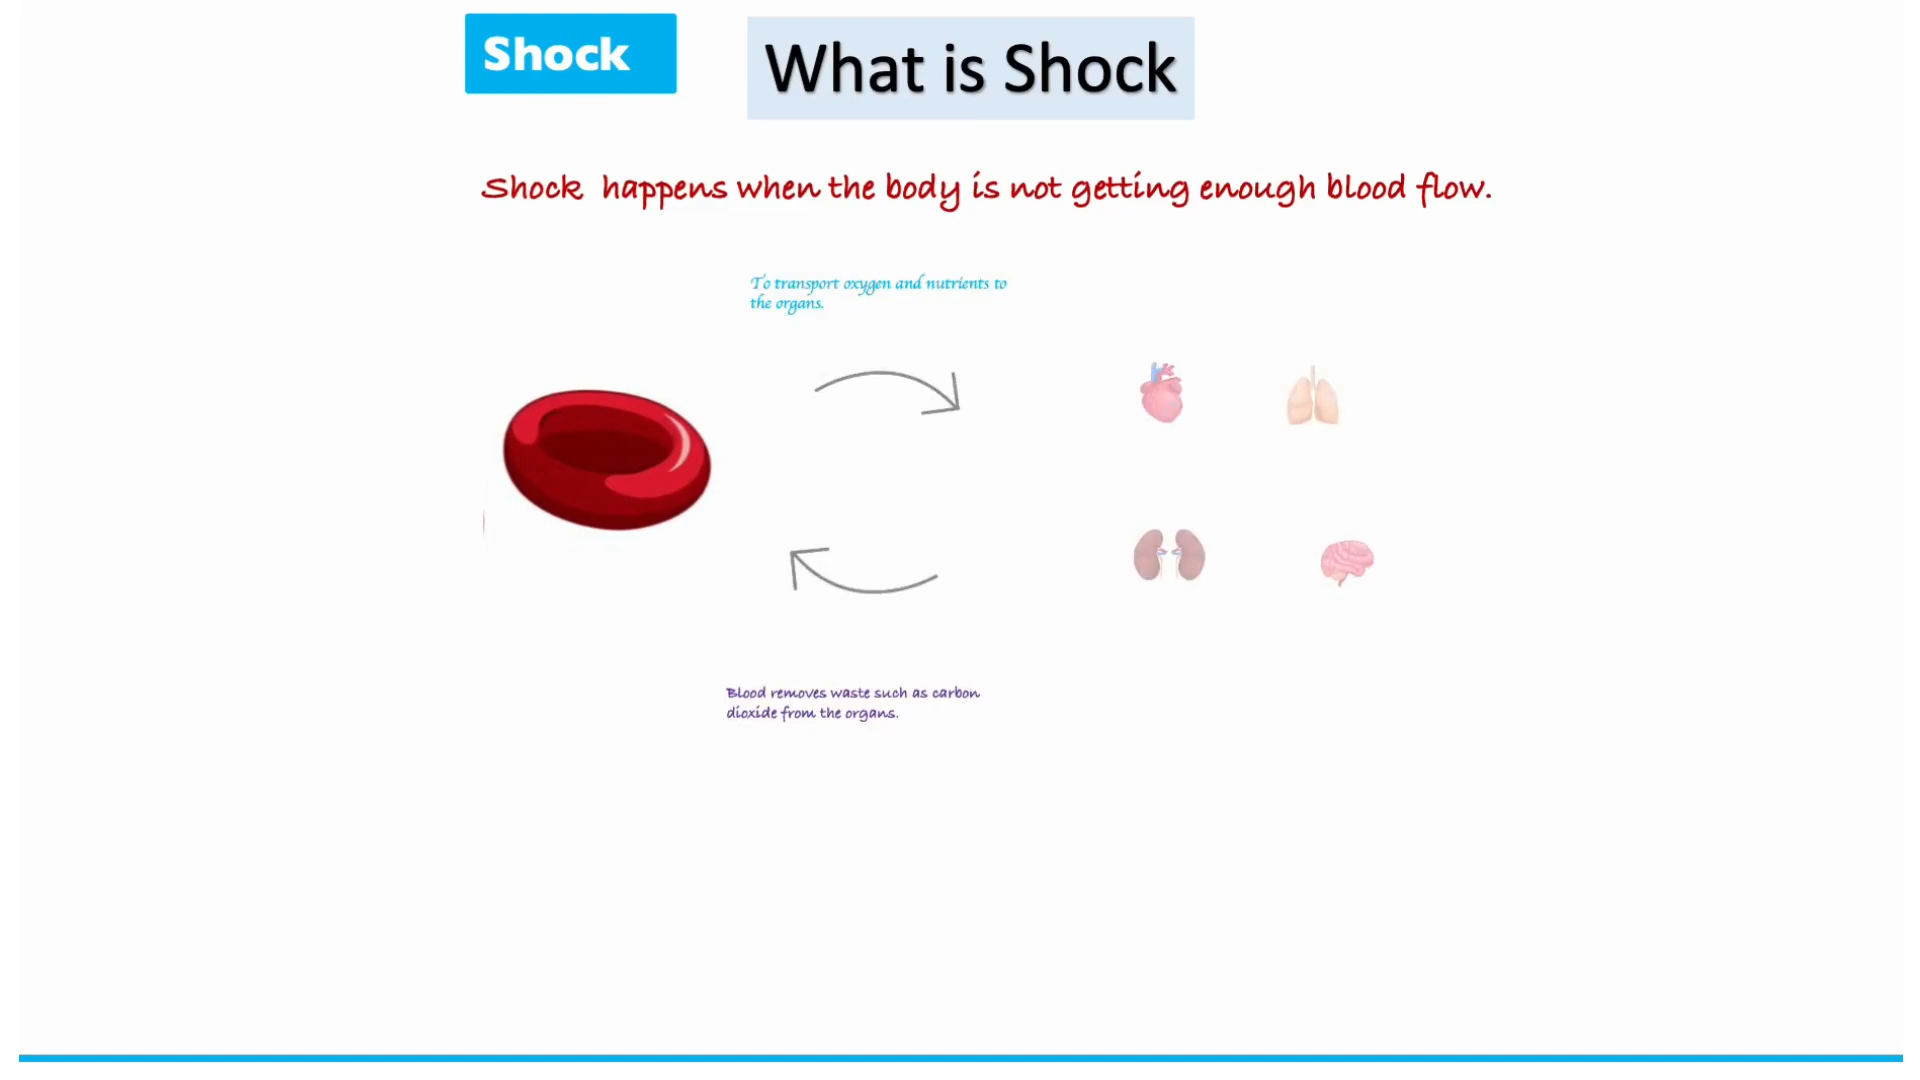 Shock
What is Shock
Shock happens when the body is not getting enough blood flow.
To transport oxygen and nutrients to
the organs.
Blood removes waste such as carbon
dioxide from the organs.